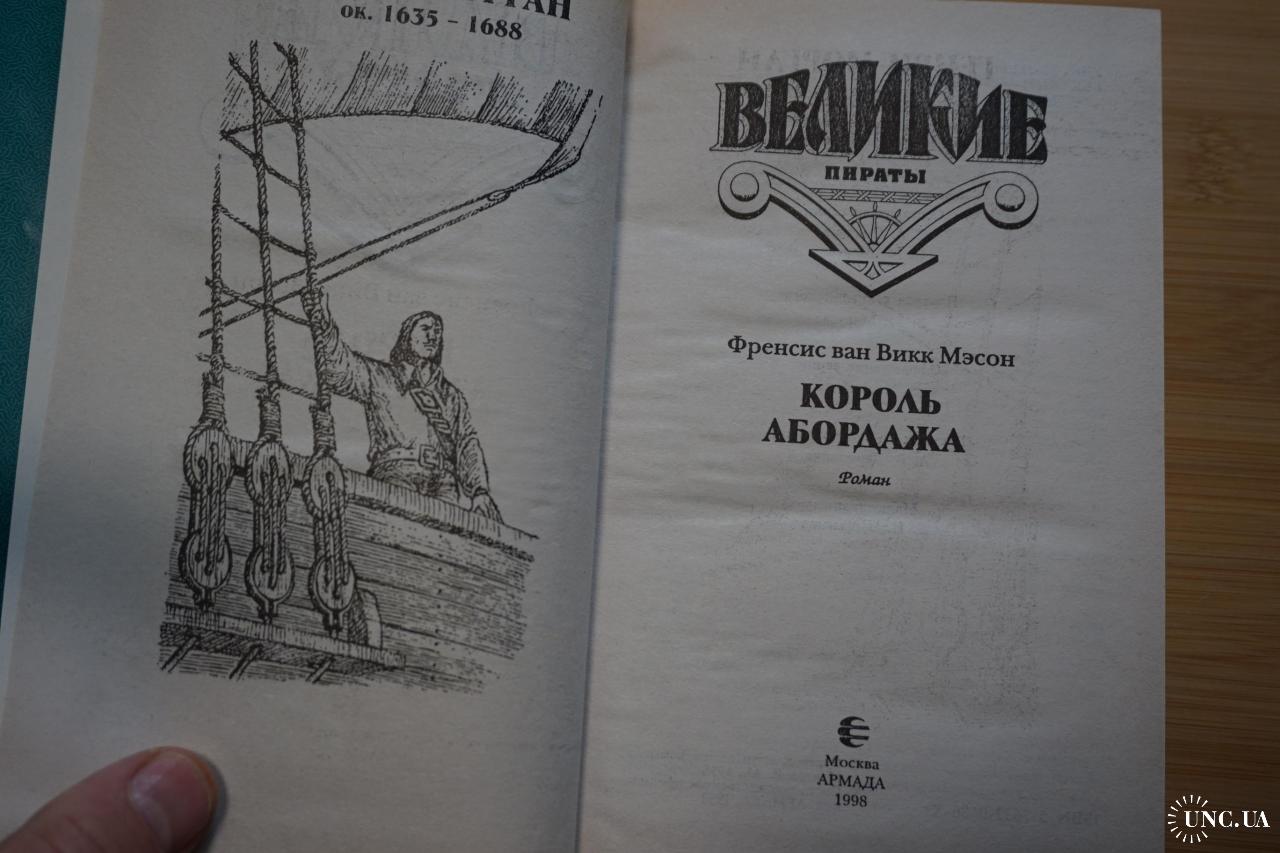 ок. 1635 – 1688
ВЕЛИКИЕ
ПИРАТЫ
Френсис ван Викк Мэсон
КОРОЛЬ
АБОРДАЖА
Роман
Москва
АРМАДА
1998
UNC.UA